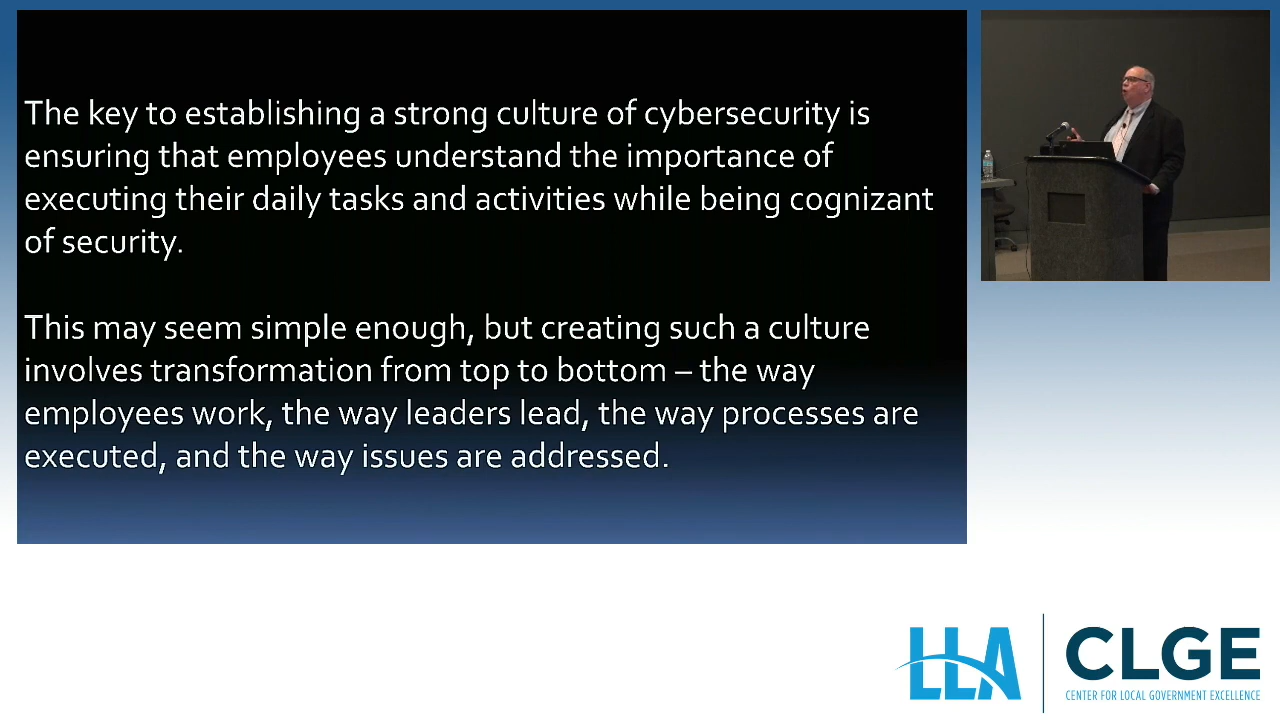 The key to establishing a strong culture of cybersecurity is
ensuring that employees understand the importance of
executing their daily tasks and activities while being cognizant
of security.
This may seem simple enough, but creating such a culture
involves transformation from top to bottom – the way
employees work, the way leaders lead, the way processes are
executed, and the way issues are addressed.
LLA
CLGE
CENTER FOR LOCAL GOVERNMENT EXCELLENCE